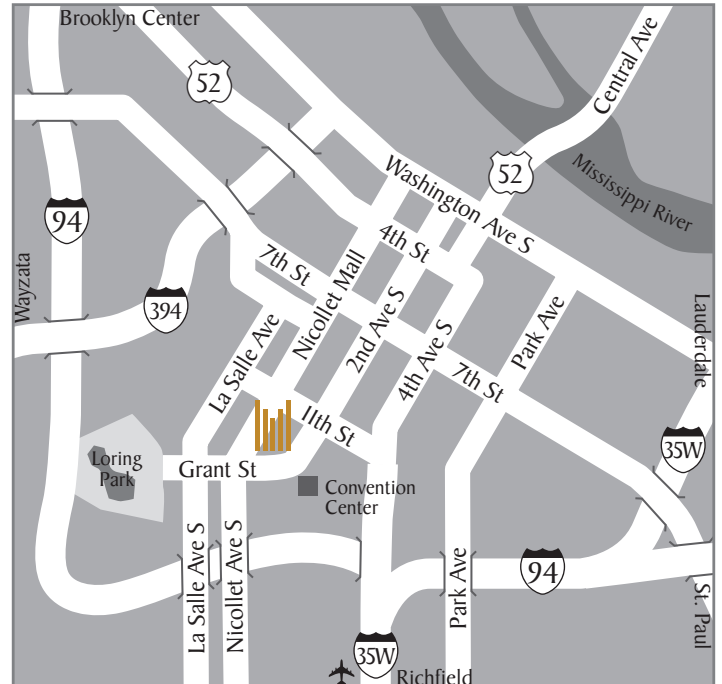 Brooklyn Center
52
Central Ave
52
Mississippi River
Washington Ave S
94
4th St
7th St
Nicollet Mall
Wayzata
394
2nd Ave S
Park Ave
Lauderdale
La Salle Ave
4th Ave S
7th St
11th St
35W
Loring
Park
Grant St
Convention
Center
La Salle Ave S
Nicollet Ave S
Park Ave
94
St. Paul
35W
Richfield